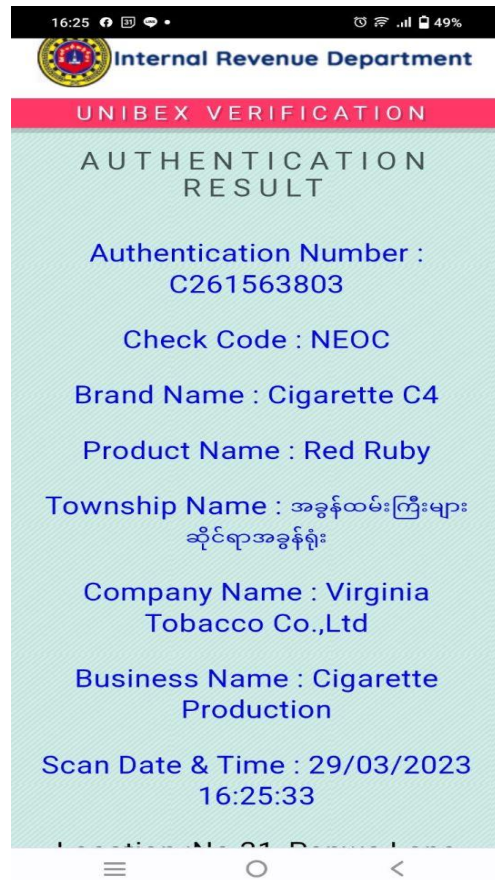 16:25
49%
Internal Revenue Department
UNIBEX VERIFICATION
AUTHENTICATION
RESULT
Authentication Number :
C261563803
Check Code : NEOC
Brand Name : Cigarette C4
Product Name : Red Ruby
Township Name : အခွန်ထမ်းကြီးများ
ဆိုင်ရာအခွန်ရုံး
Company Name : Virginia
Tobacco Co.,Ltd
Business Name : Cigarette
Production
Scan Date & Time : 29/03/2023
16:25:33